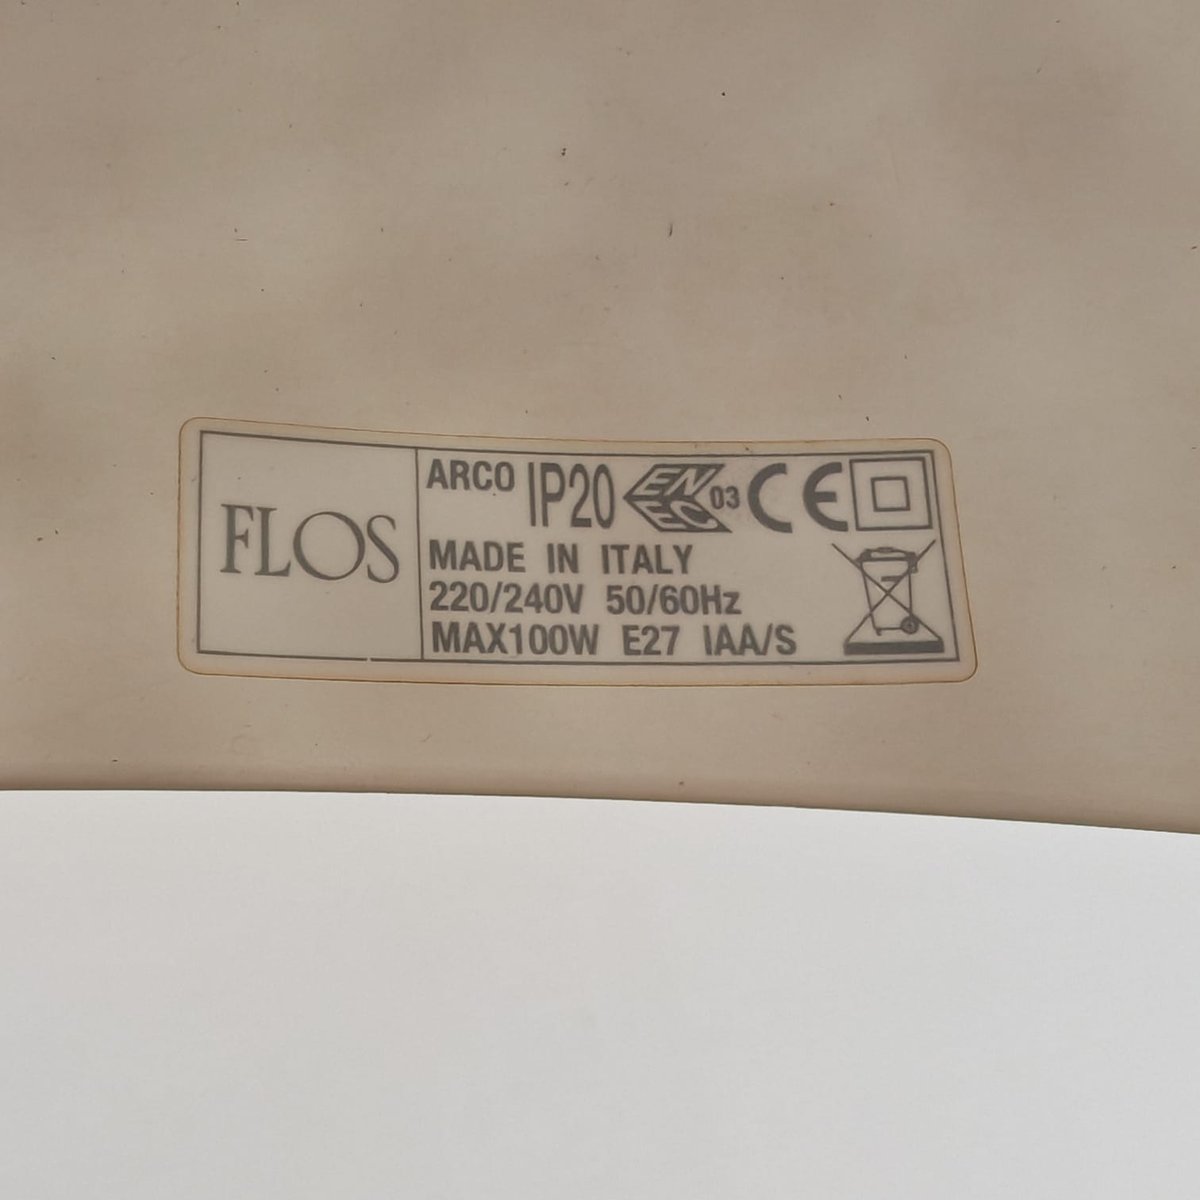 FLOS
ARCO IP20 ENEC 03 CE
MADE IN ITALY
220/240V 50/60Hz
MAX100W E27 IAA/S